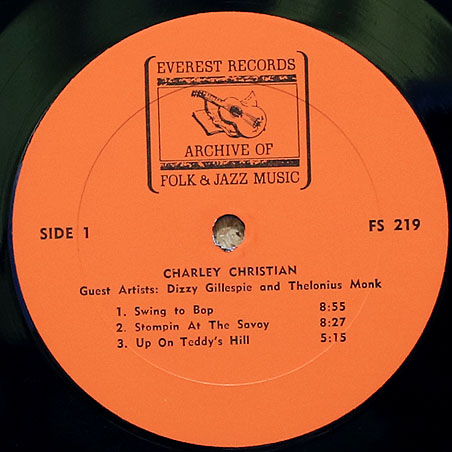 EVEREST RECORDS
ARCHIVE OF
FOLK & JAZZ MUSIC
SIDE 1 FS 219
CHARLEY CHRISTIAN
Guest Artists: Dizzy Gillespie and Thelonius Monk
1. Swing to Bop 8:55
2. Stompin At The Savoy 8:27
3. Up On Teddy's Hill 5:15